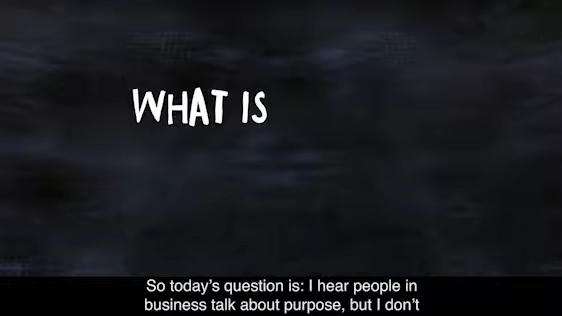 WHAT IS
So today’s question is: I hear people in
business talk about purpose, but I don’t